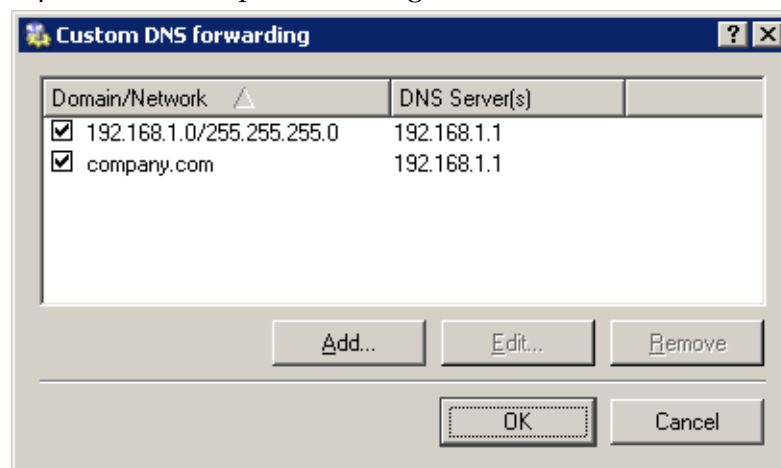 Custom DNS forwarding
Domain/Network DNS Server(s)
192.168.1.0/255.255.255.0 192.168.1.1
company.com 192.168.1.1
Add... Edit... Remove
OK Cancel